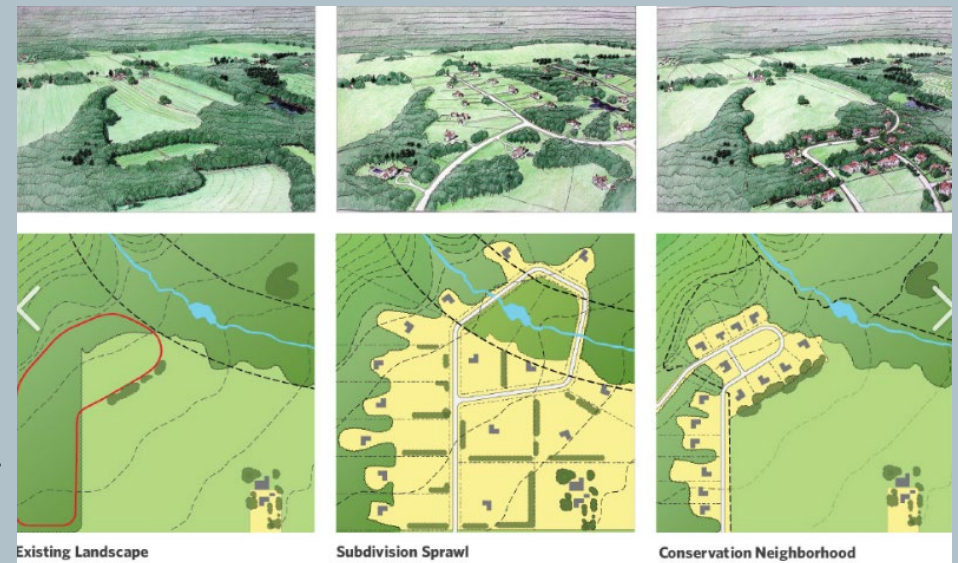 Existing Landscape
Subdivision Sprawl
Conservation Neighborhood